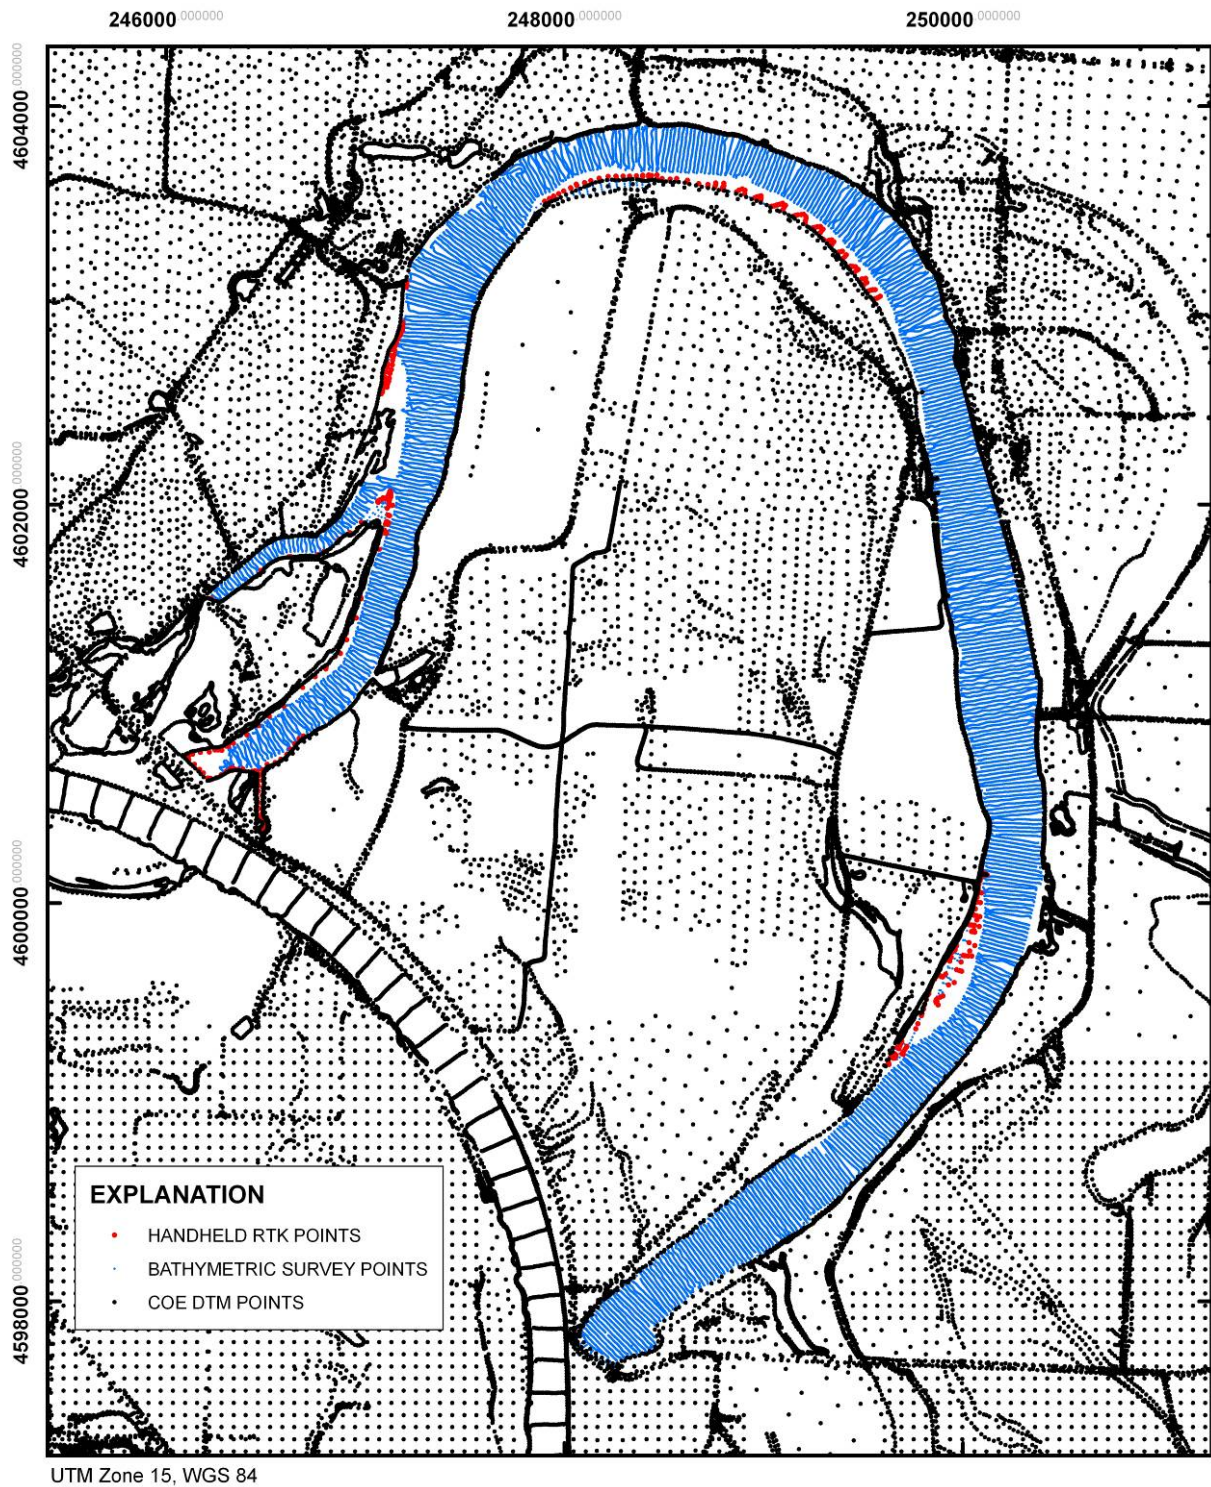 246000.000000 248000.000000 250000.000000
4604000.000000
4602000.000000
4600000.000000
4598000.000000
EXPLANATION
HANDHELD RTK POINTS
BATHYMETRIC SURVEY POINTS
COE DTM POINTS
UTM Zone 15, WGS 84